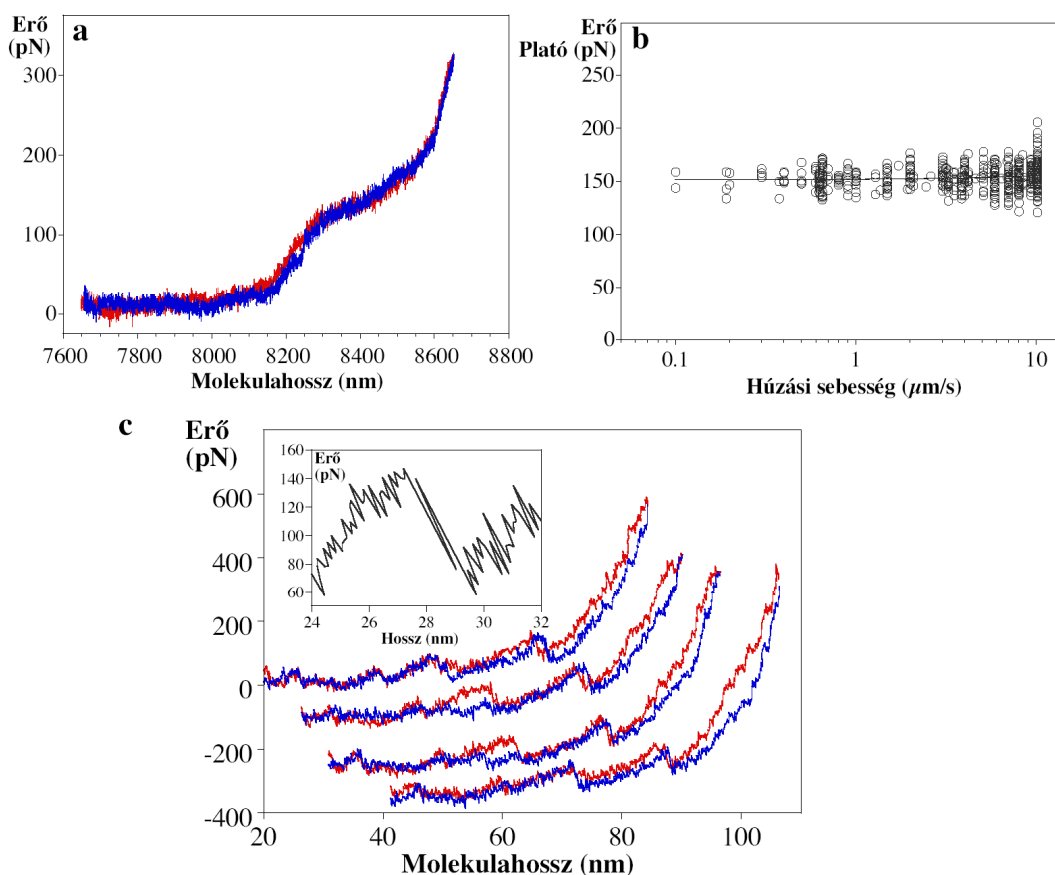 a
Erő
(pN)
300
200
100
0
7600
7800
8000
8200
8400
8600
8800
Molekulahossz (nm)
b
Erő
Plató (pN)
250
200
150
100
50
0
0.1
1
10
Húzási sebesség (µm/s)
c
Erő
(pN)
600
400
200
0
-200
-400
20
40
60
80
100
Molekulahossz (nm)
Erő
(pN)
160
140
120
100
80
60
24
26
28
30
32
Hossz (nm)